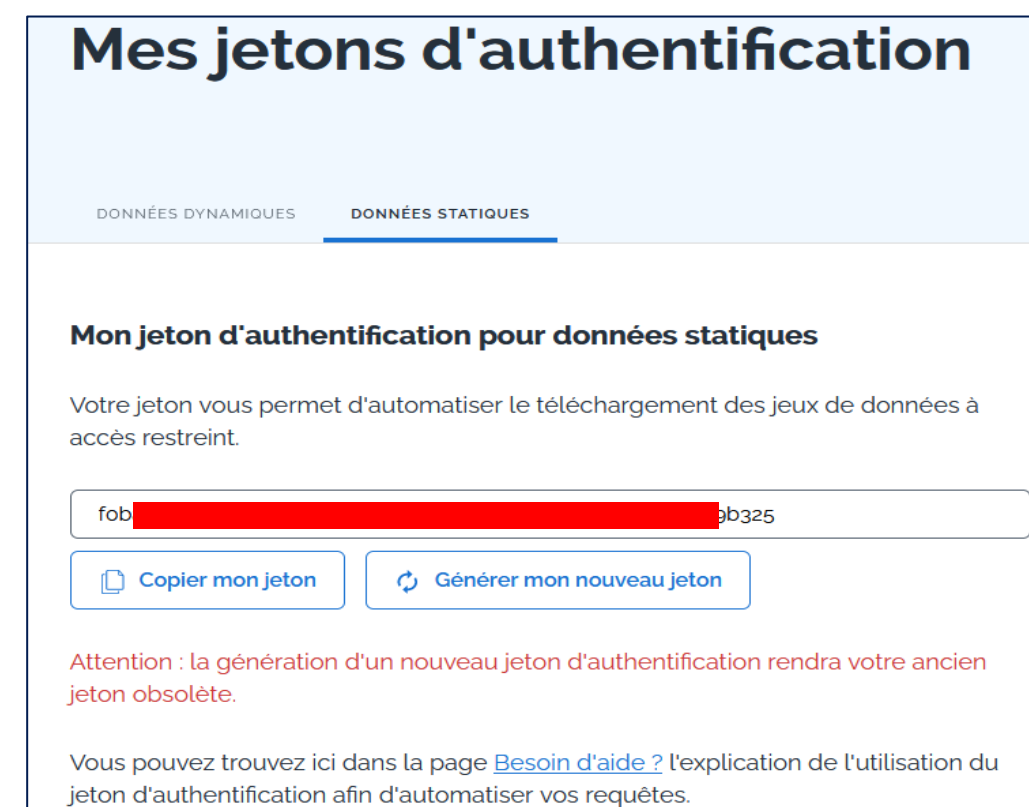 Mes jetons d'authentification
DONNÉES DYNAMIQUES DONNÉES STATIQUES
Mon jeton d'authentification pour données statiques
Votre jeton vous permet d'automatiser le téléchargement des jeux de données à
accès restreint.
fob 9b325
Copier mon jeton Générer mon nouveau jeton
Attention : la génération d'un nouveau jeton d'authentification rendra votre ancien
jeton obsolète.
Vous pouvez trouvez ici dans la page Besoin d'aide ? l'explication de l'utilisation du
jeton d'authentification afin d'automatiser vos requêtes.